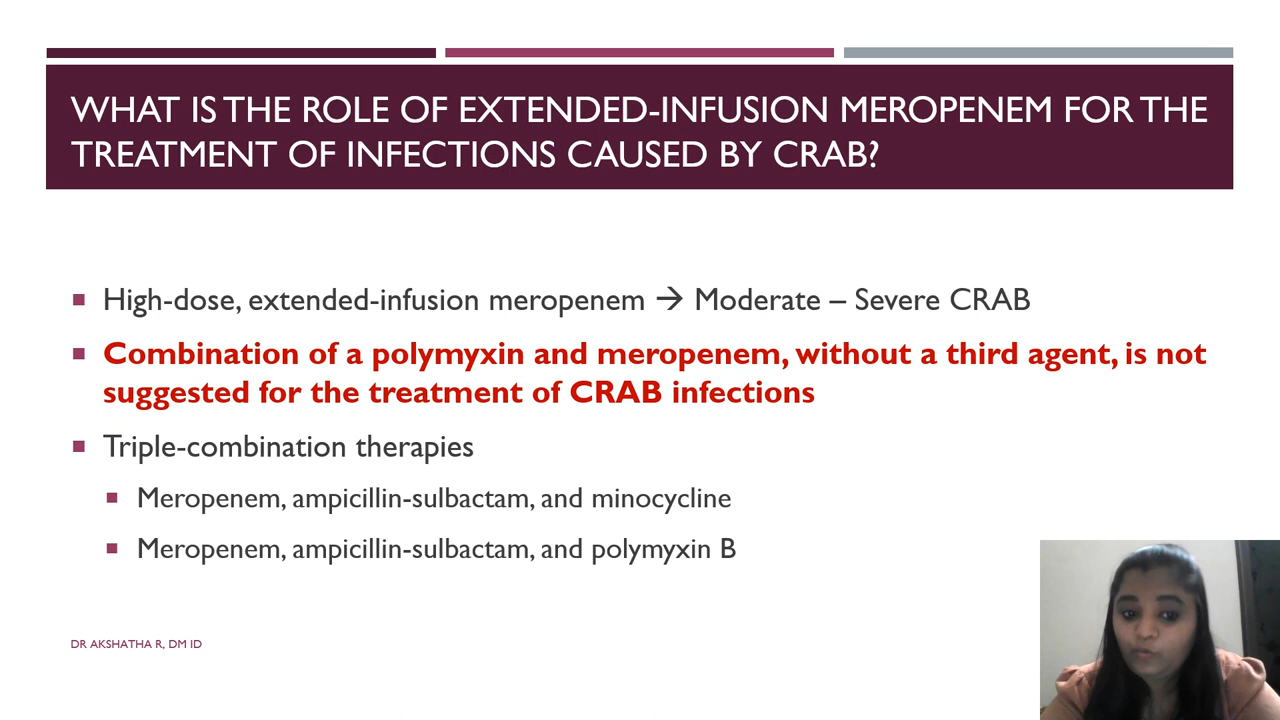 WHAT IS THE ROLE OF EXTENDED-INFUSION MEROPENEM FOR THE
TREATMENT OF INFECTIONS CAUSED BY CRAB?
High-dose, extended-infusion meropenem → Moderate – Severe CRAB
Combination of a polymyxin and meropenem, without a third agent, is not
suggested for the treatment of CRAB infections
Triple-combination therapies
Meropenem, ampicillin-sulbactam, and minocycline
Meropenem, ampicillin-sulbactam, and polymyxin B
DR AKSHATHA R, DM ID